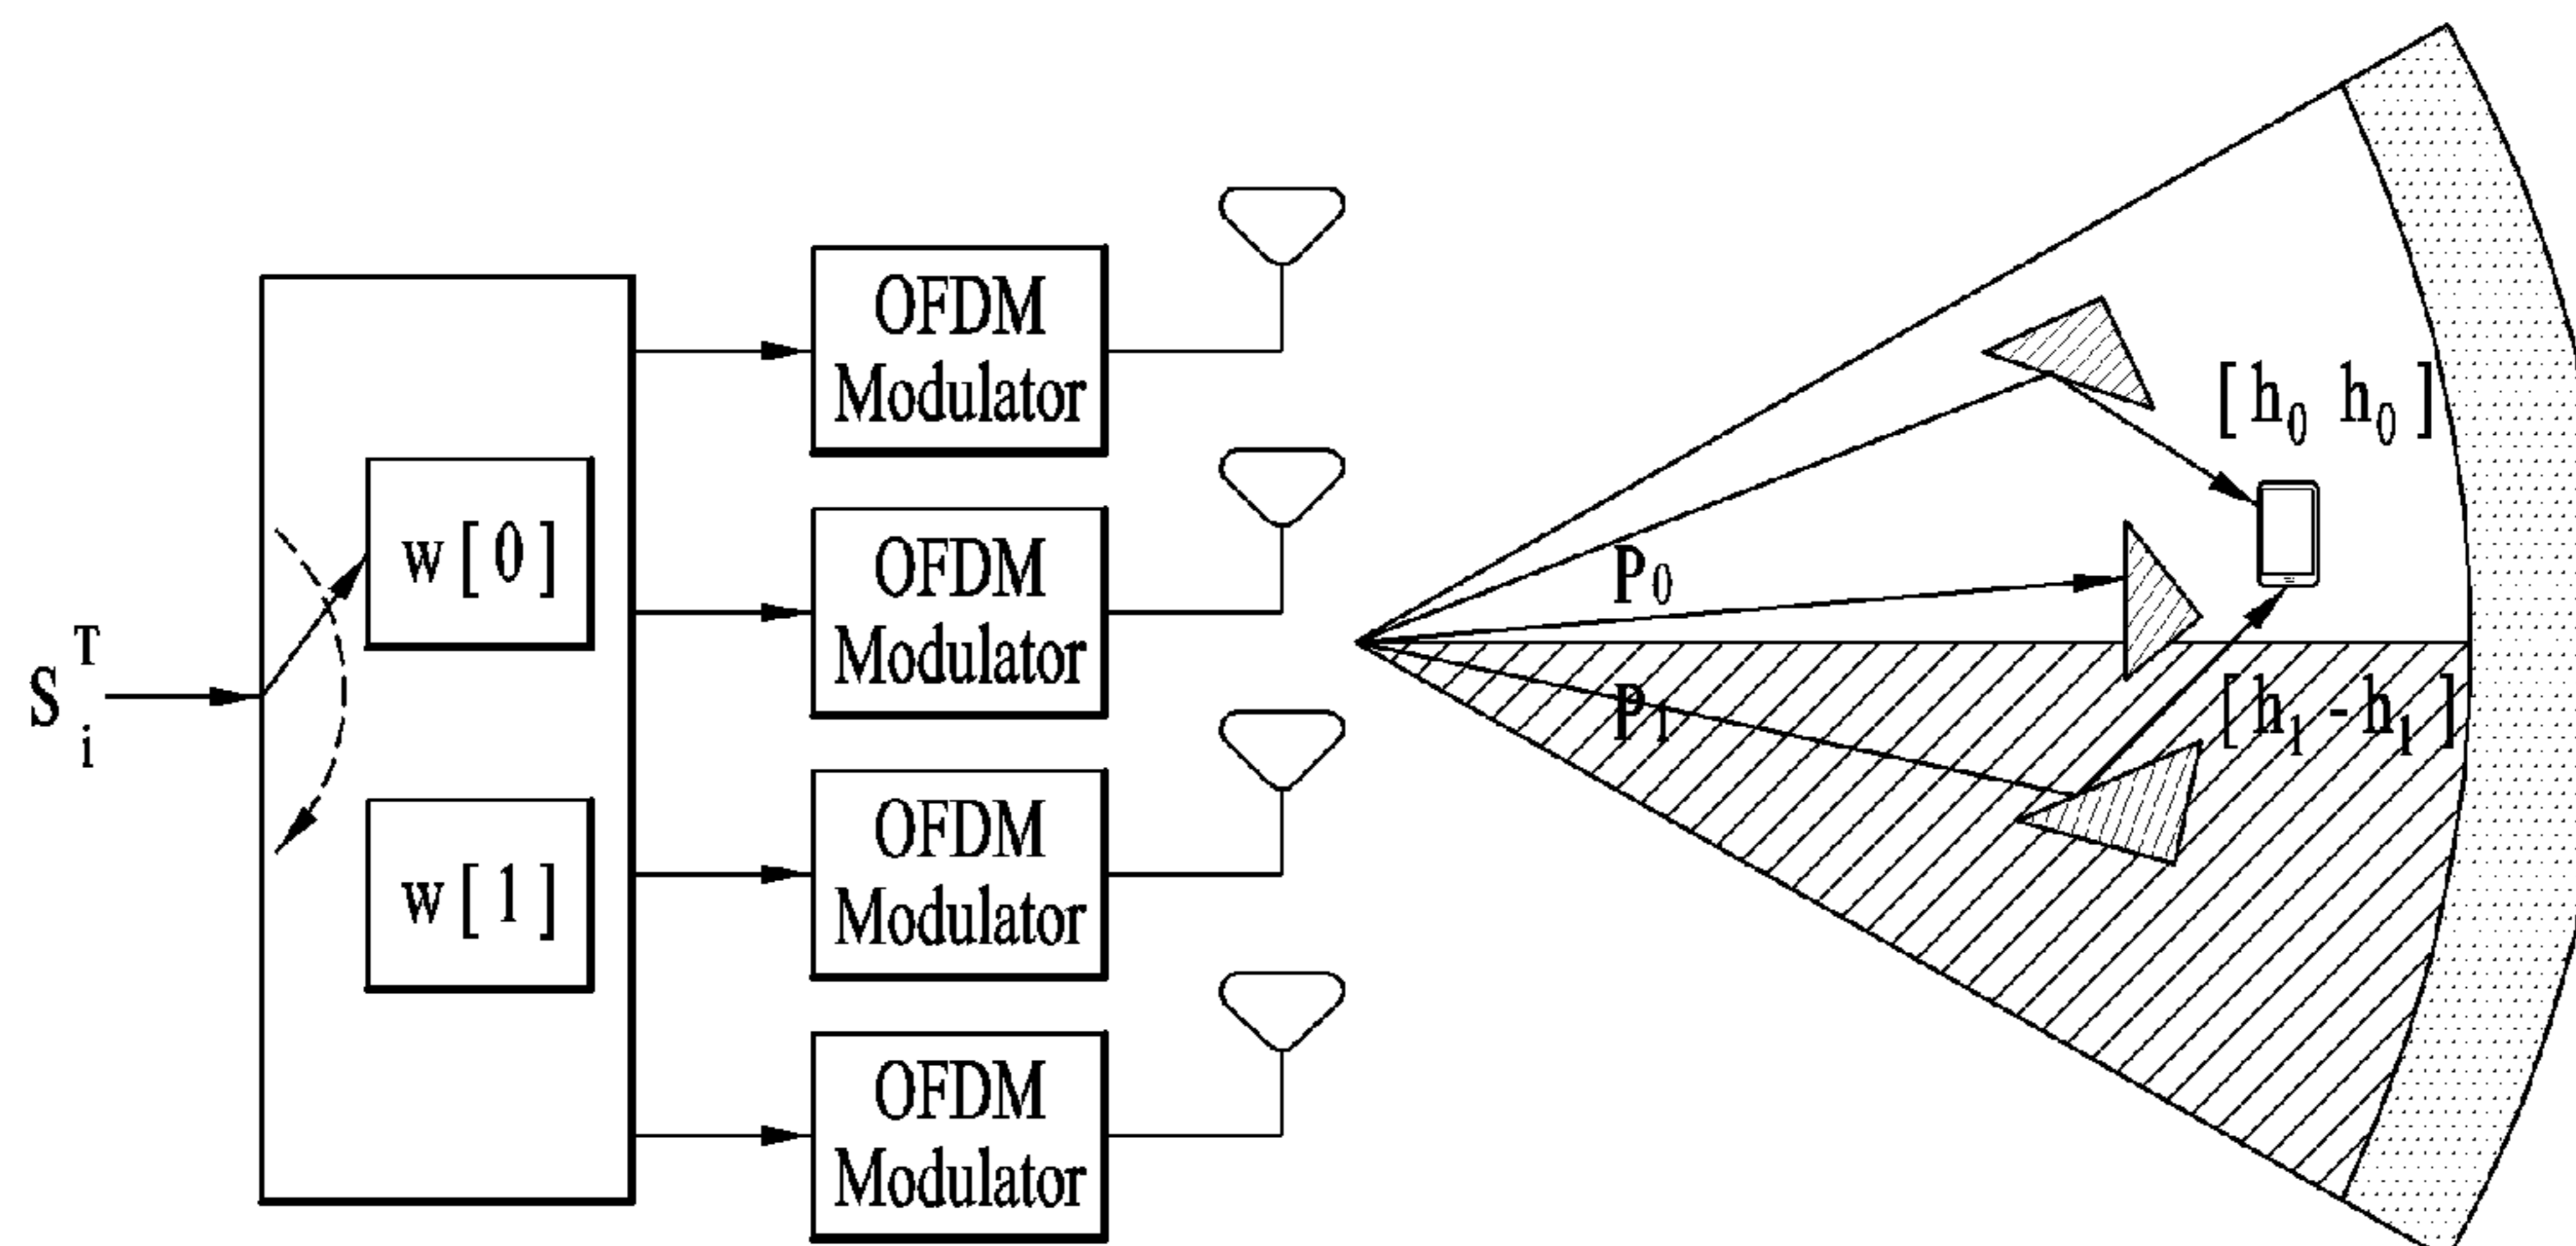 S_i^T
w [ 0 ]
w [ 1 ]
OFDM
Modulator
OFDM
Modulator
OFDM
Modulator
OFDM
Modulator
P_0
P_1
[ h_0 h_0 ]
[ h_1 - h_1 ]